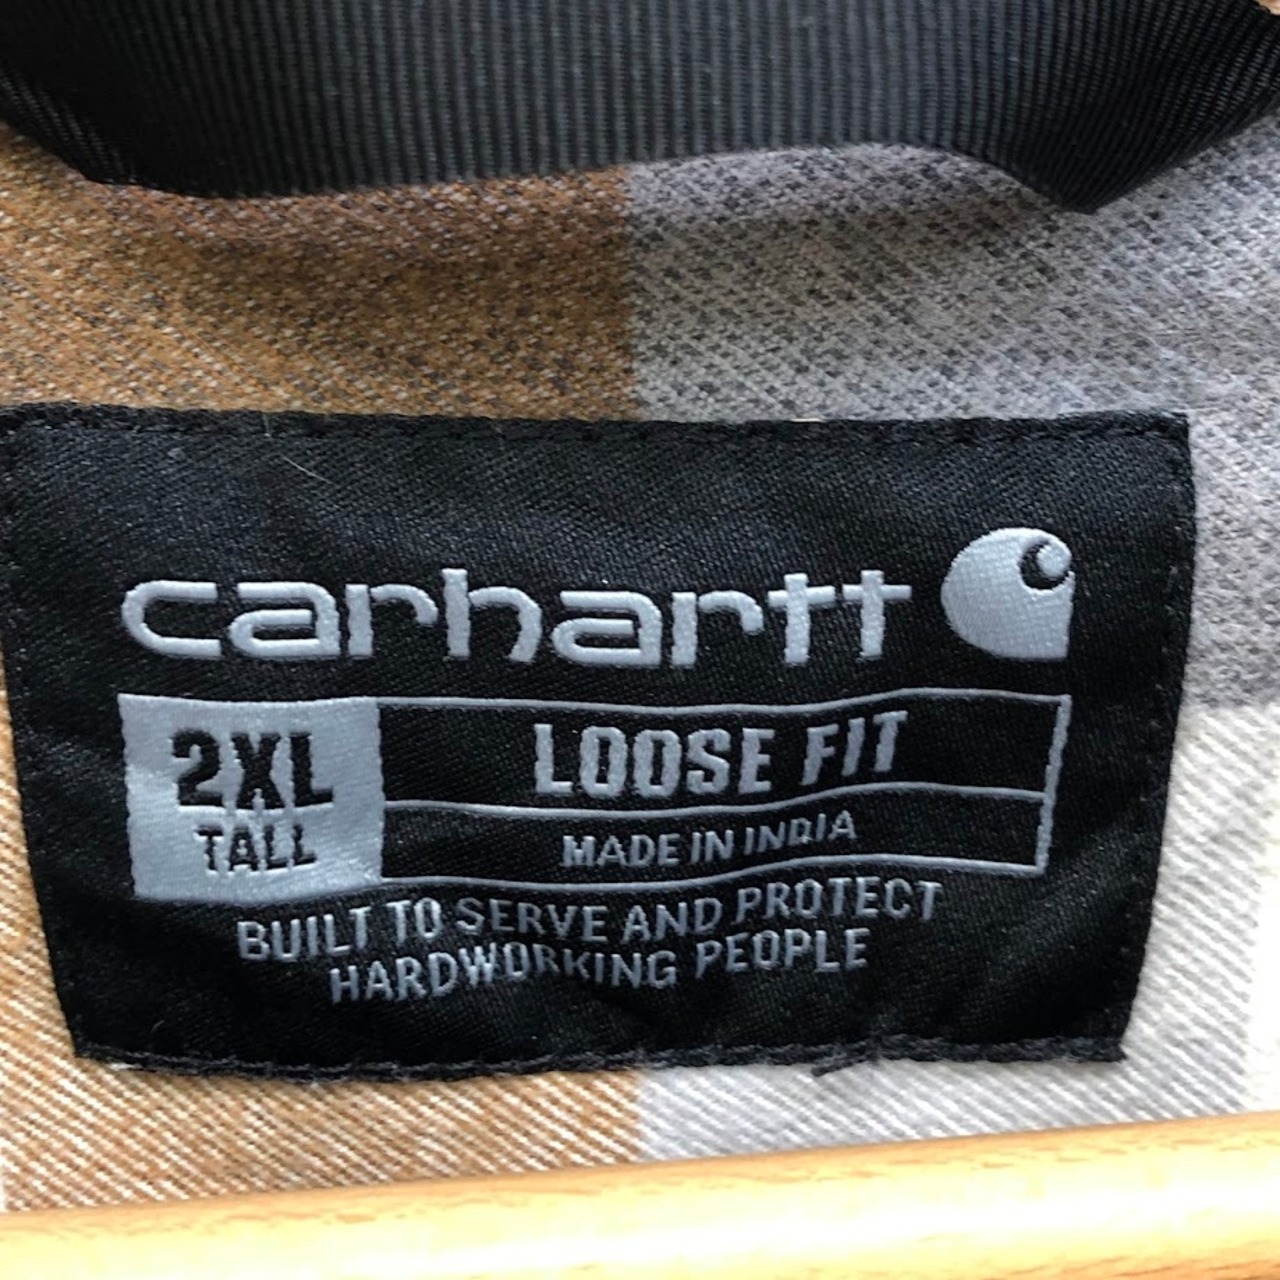 carhartt
2XL
TALL
LOOSE FIT
MADE IN INDIA
BUILT TO SERVE AND PROTECT
HARDWORKING PEOPLE